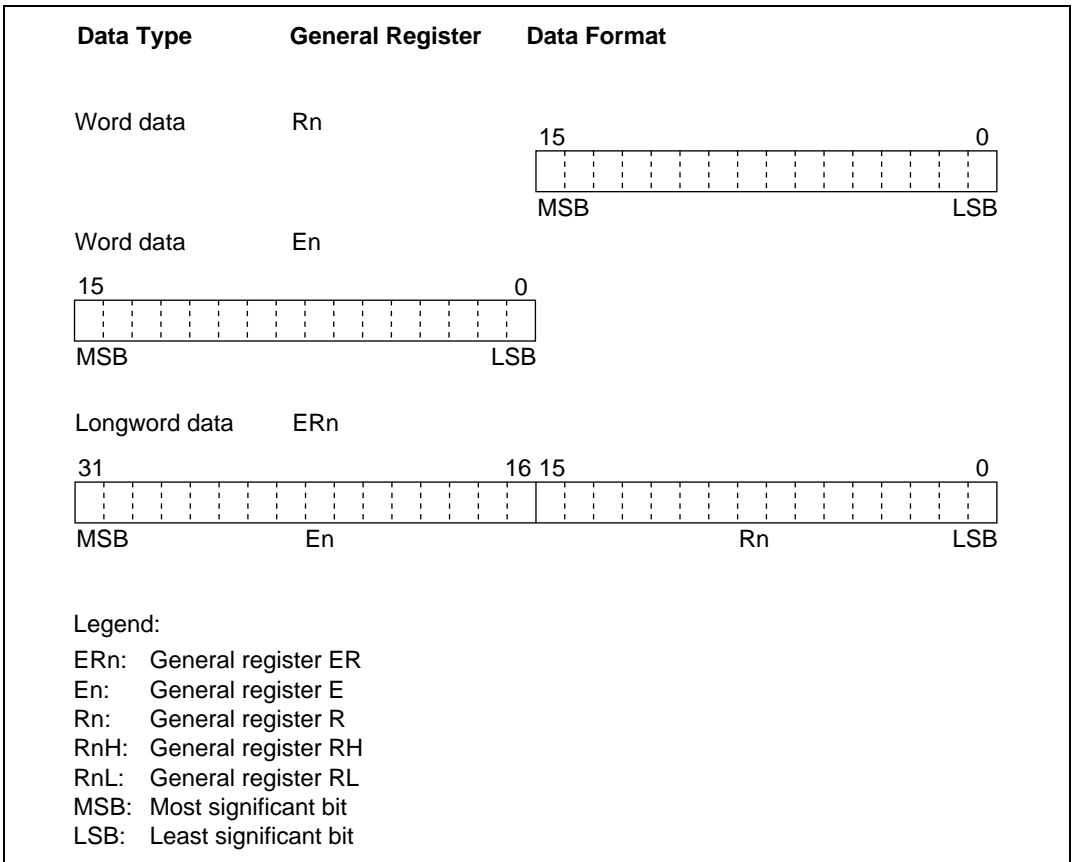 Data Type General Register Data Format
Word data Rn
15 0
MSB LSB
Word data En
15 0
MSB LSB
Longword data ERn
31 16 15 0
MSB En Rn LSB
Legend:
ERn: General register ER
En: General register E
Rn: General register R
RnH: General register RH
RnL: General register RL
MSB: Most significant bit
LSB: Least significant bit